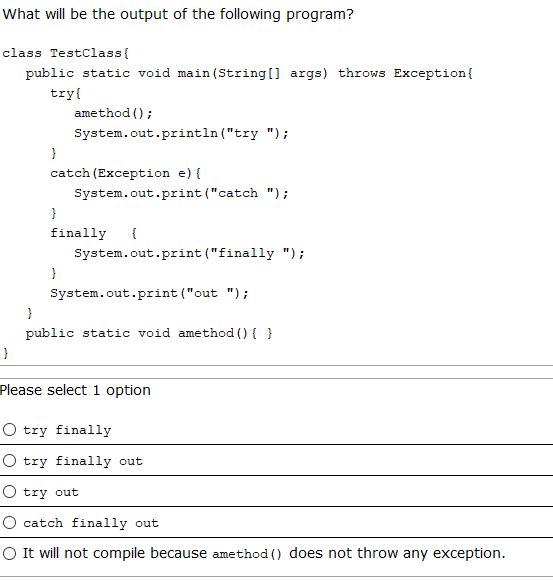 What will be the output of the following program?
class TestClass{
public static void main(String[] args) throws Exception{
try{
amethod();
System.out.println("try ");
}
catch(Exception e){
System.out.print("catch ");
}
finally   {
System.out.print("finally ");
}
System.out.print("out ");
}
public static void amethod(){ }
}
Please select 1 option
try finally
try finally out
try out
catch finally out
It will not compile because amethod() does not throw any exception.